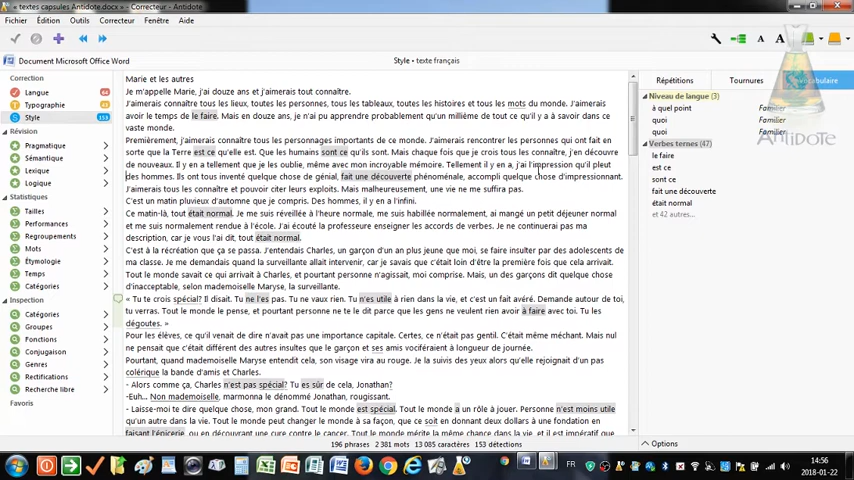 « textes capsules Antidote.docx » - Correcteur - Antidote
Fichier Édition Outils Correcteur Fenêtre Aide
Document Microsoft Office Word
Style • texte français
Correction
Langue 64
Typographie
Style 153
Révision
Pragmatique
Sémantique
Lexique
Logique
Statistiques
Tailles
Performances
Regroupements
Mots
Étymologie
Temps
Catégories
Inspection
Catégories
Groupes
Fonctions
Conjugaison
Genres
Rectifications
Recherche libre
Favoris
Marie et les autres
Je m'appelle Marie, j'ai douze ans et j'aimerais tout connaître.
J'aimerais connaître tous les lieux, toutes les personnes, tous les tableaux, toutes les histoires et tous les mots du monde. J'aimerais
avoir le temps de le faire. Mais en douze ans, je n'ai pu apprendre probablement qu'un millième de tout ce qu'il y a à savoir dans ce
vaste monde.
Premièrement, j'aimerais connaître tous les personnages importants de ce monde. J'aimerais rencontrer les personnes qui ont fait en
sorte que la Terre est ce qu'elle est. Que les humains sont ce qu'ils sont. Mais chaque fois que je crois tous les connaître, j'en découvre
de nouveaux. Il y en a tellement que je les oublie, même avec mon incroyable mémoire. Tellement il y en a, j'ai l'impression qu'il pleut
des hommes. Ils ont tous inventé quelque chose de génial, fait une découverte phénoménale, accompli quelque chose d'impressionnant.
J'aimerais tous les connaître et pouvoir citer leurs exploits. Mais malheureusement, une vie ne me suffira pas.
C'est un matin pluvieux d'automne que je compris. Des hommes, il y en a l'infini.
Ce matin-là, tout était normal. Je me suis réveillée à l'heure normale, me suis habillée normalement, ai mangé un petit déjeuner normal
et me suis normalement rendue à l'école. J'ai écouté la professeure enseigner les accords de verbes. Je ne continuerai pas ma
description, car je vous l'ai dit, tout était normal.
C'est à la récréation que ça se passa. J'entendais Charles, un garçon d'un an plus jeune que moi, se faire insulter par des adolescents de
ma classe. Je me demandais quand la surveillante allait intervenir, car je savais que c'était loin d'être la première fois que cela arrivait.
Tout le monde savait ce qui arrivait à Charles, et pourtant personne n'agissait, moi comprise. Mais, un des garçons dit quelque chose
d'inacceptable, selon mademoiselle Maryse, la surveillante.
« Tu te crois spécial? Il disait. Tu ne l'es pas. Tu ne vaux rien. Tu n'es utile à rien dans la vie, et c'est un fait avéré. Demande autour de toi,
tu verras. Tout le monde le pense, et pourtant personne ne te le dit parce que les gens ne veulent rien avoir à faire avec toi. Tu les
dégoutes. »
Pour les élèves, ce qu'il venait de dire n'avait pas une importance capitale. Certes, ce n'était pas gentil. C'était même méchant. Mais nul
ne pensait que c'était différent des autres insultes que le garçon et ses amis vociféraient à longueur de journée.
Pourtant, quand mademoiselle Maryse entendit cela, son visage vira au rouge. Je la suivis des yeux alors qu'elle rejoignait d'un pas
colérique la bande d'amis et Charles.
- Alors comme ça, Charles n'est pas spécial? Tu es sûr de cela, Jonathan?
-Euh... Non mademoiselle, marmonna le dénommé Jonathan, rougissant.
- Laisse-moi te dire quelque chose, mon grand. Tout le monde est spécial. Tout le monde a un rôle à jouer. Personne n'est moins utile
qu'un autre dans la vie. Tout le monde peut changer le monde à sa façon, que ce soit en donnant deux dollars à une fondation en
faisant l'épicerie, ou en découvrant une cure contre le cancer. Tout le monde mérite la même chance dans la vie, et il est impératif que
196 phrases 2 381 mots 13 085 caractères 153 détections
Répétitions Tournures Vocabulaire
Niveau de langue (3)
à quel point Familier
quoi Familier
quoi Familier
Verbes ternes (47)
le faire
est ce
sont ce
fait une découverte
était normal
et 42 autres...
Options
ANTIDOTE
FR
14:56
2018-01-22